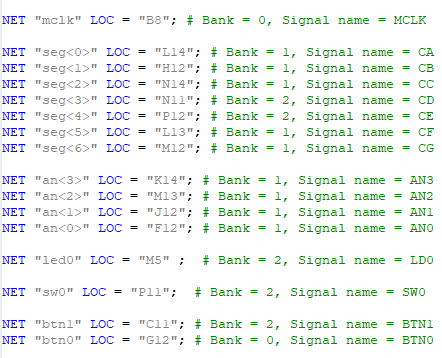 NET "mclk" LOC = "B8"; # Bank = 0, Signal name = MCLK
NET "seg<0>" LOC = "L14"; # Bank = 1, Signal name = CA
NET "seg<1>" LOC = "H12"; # Bank = 1, Signal name = CB
NET "seg<2>" LOC = "N14"; # Bank = 1, Signal name = CC
NET "seg<3>" LOC = "N11"; # Bank = 2, Signal name = CD
NET "seg<4>" LOC = "P12"; # Bank = 2, Signal name = CE
NET "seg<5>" LOC = "L13"; # Bank = 1, Signal name = CF
NET "seg<6>" LOC = "M12"; # Bank = 1, Signal name = CG
NET "an<3>" LOC = "K14"; # Bank = 1, Signal name = AN3
NET "an<2>" LOC = "M13"; # Bank = 1, Signal name = AN2
NET "an<1>" LOC = "J12"; # Bank = 1, Signal name = AN1
NET "an<0>" LOC = "F12"; # Bank = 1, Signal name = AN0
NET "led0" LOC = "M5" ;  # Bank = 2, Signal name = LD0
NET "sw0" LOC = "P11";  # Bank = 2, Signal name = SW0
NET "btn1" LOC = "C11"; # Bank = 2, Signal name = BTN1
NET "btn0" LOC = "G12"; # Bank = 0, Signal name = BTN0